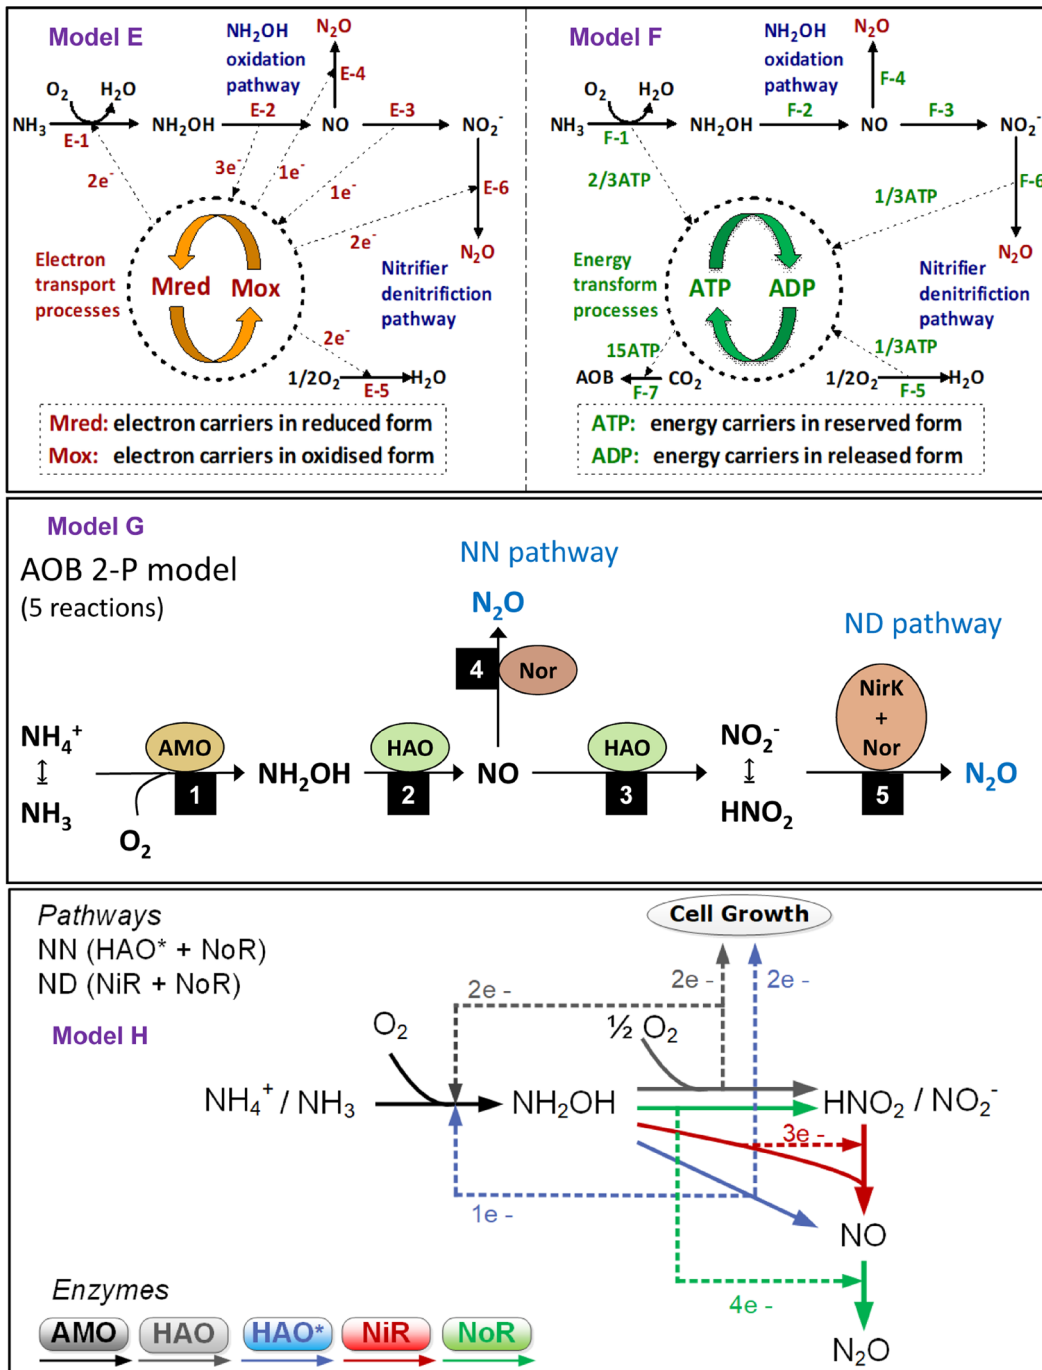 Model E
NH₂OH
oxidation
pathway
N₂O
E-4
O₂
H₂O
NH₃
E-1
NH₂OH
E-2
NO
E-3
NO₂⁻
2e⁻
3e⁻
1e⁻
1e⁻
E-6
2e⁻
N₂O
Electron
transport
processes
Mred
Mox
Nitrifier
denitrifiction
pathway
2e⁻
1/2O₂
E-5
H₂O
Mred: electron carriers in reduced form
Mox: electron carriers in oxidised form
Model F
NH₂OH
oxidation
pathway
N₂O
F-4
O₂
H₂O
NH₃
F-1
NH₂OH
F-2
NO
F-3
NO₂⁻
2/3ATP
1/3ATP
F-6
N₂O
Energy
transform
processes
ATP
ADP
Nitrifier
denitrifiction
pathway
15ATP
1/3ATP
AOB
F-7
CO₂
1/2O₂
F-5
H₂O
ATP: energy carriers in reserved form
ADP: energy carriers in released form
Model G
AOB 2-P model
(5 reactions)
NN pathway
N₂O
4
Nor
ND pathway
NirK
+
Nor
NH₄⁺
NH₃
O₂
AMO
1
NH₂OH
HAO
2
NO
HAO
3
NO₂⁻
HNO₂
5
N₂O
Pathways
NN (HAO* + NoR)
ND (NiR + NoR)
Model H
Cell Growth
2e -
2e -
2e -
O₂
½ O₂
NH₄⁺ / NH₃
NH₂OH
HNO₂ / NO₂⁻
3e -
1e -
NO
4e -
N₂O
Enzymes
AMO
HAO
HAO*
NiR
NoR